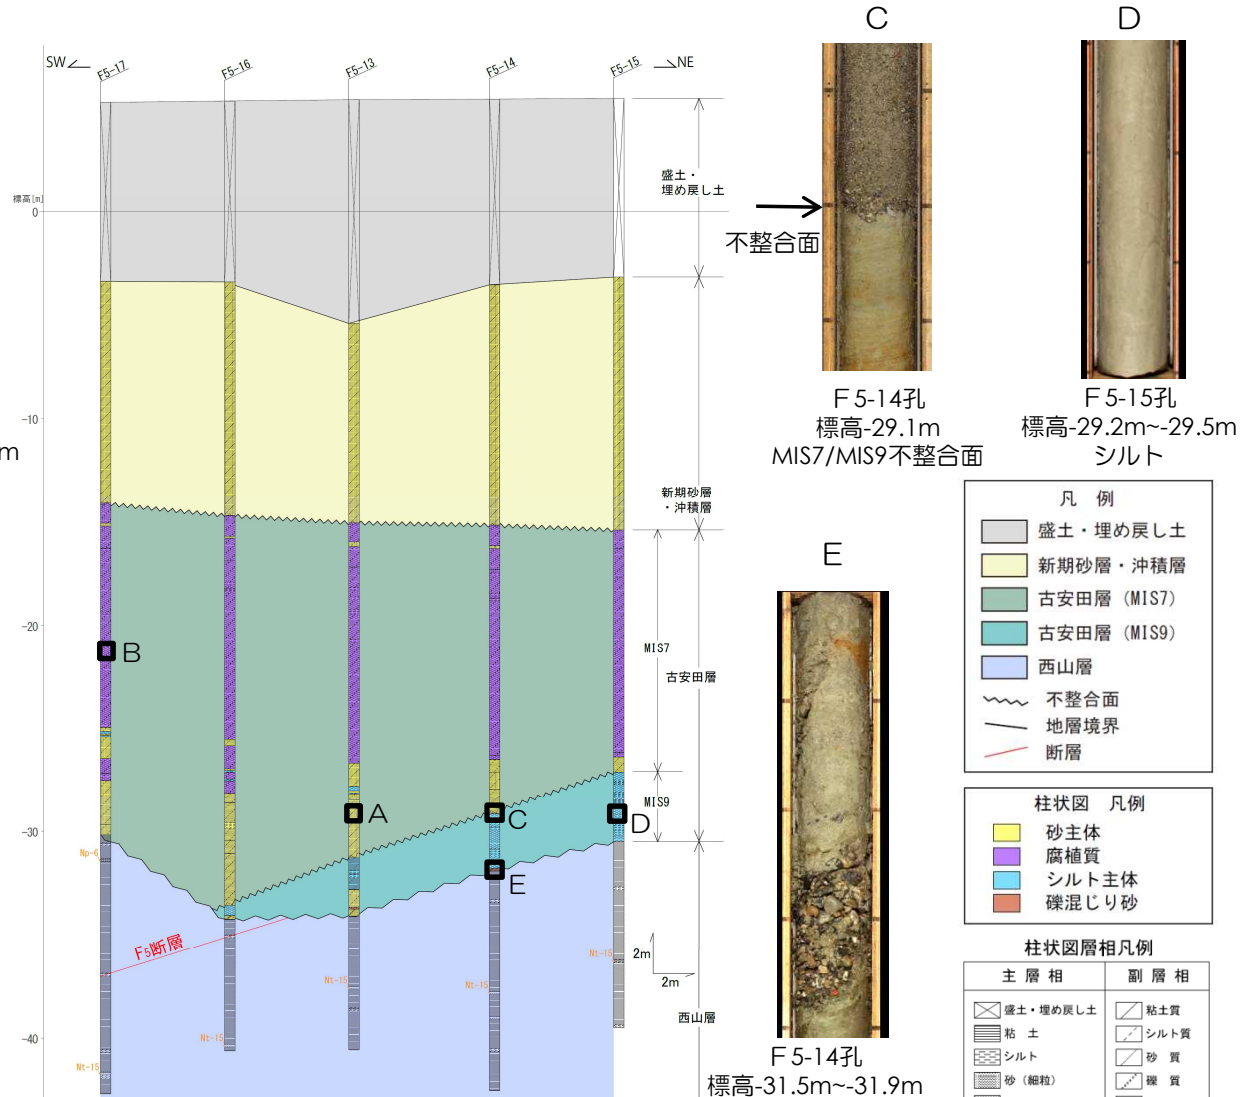 SW
F5-17
F5-16
F5-13
F5-14
F5-15
NE
標高[m]
0
-10
-20
-30
-40
m
盛土・
埋め戻し土
新期砂層
・沖積層
MIS7
古安田層
MIS9
西山層
B
A
C
D
E
Np-6
F5断層
Nt-15
Nt-15
Nt-15
Nt-15
Nt-15
2m
2m
C
不整合面
F5-14孔
標高-29.1m
MIS7/MIS9不整合面
D
F5-15孔
標高-29.2m~-29.5m
シルト
E
F5-14孔
標高-31.5m~-31.9m
凡 例
盛土・埋め戻し土
新期砂層・沖積層
古安田層 (MIS7)
古安田層 (MIS9)
西山層
不整合面
地層境界
断層
柱状図 凡例
砂主体
腐植質
シルト主体
礫混じり砂
柱状図層相凡例
主 層 相
副 層 相
盛土・埋め戻し土
粘土質
粘 土
シルト質
シルト
砂 質
砂 (細粒)
礫 質